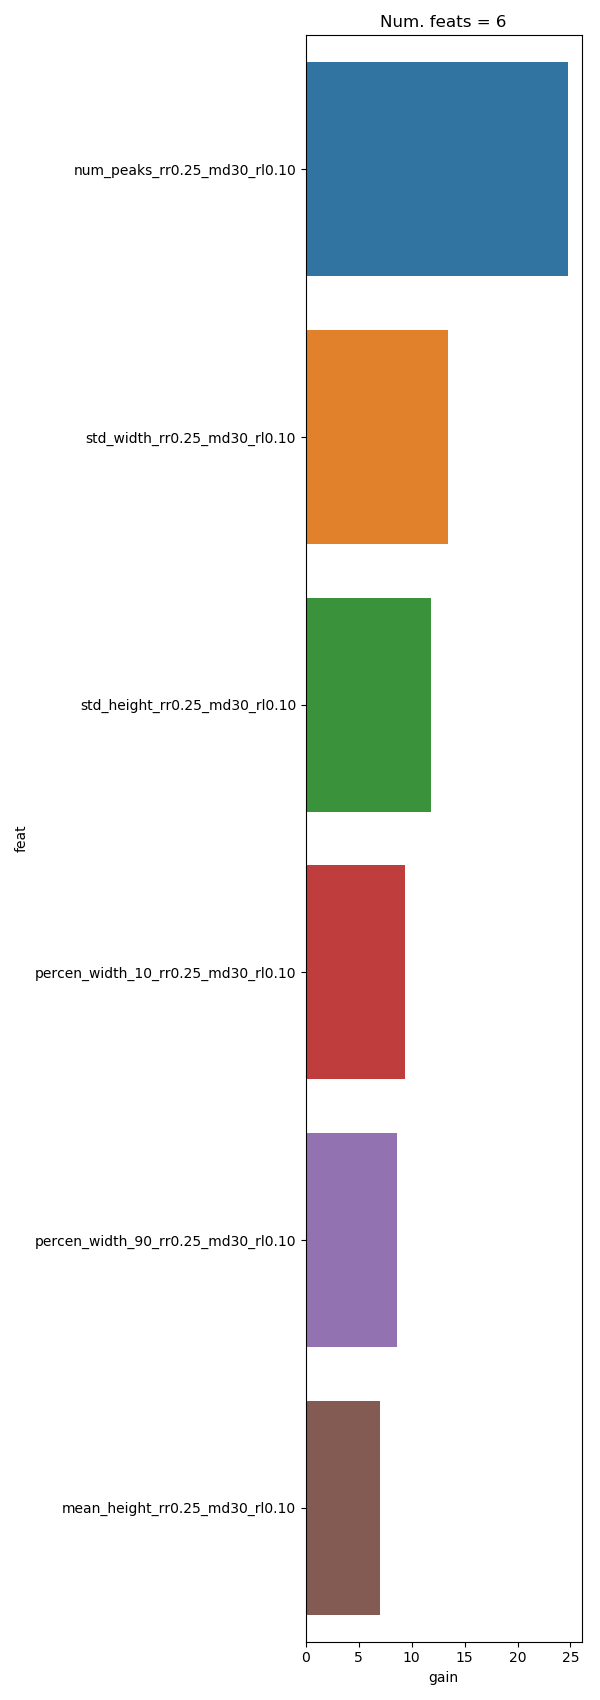 Num. feats = 6
num_peaks_rr0.25_md30_rl0.10
std_width_rr0.25_md30_rl0.10
std_height_rr0.25_md30_rl0.10
feat
percen_width_10_rr0.25_md30_rl0.10
percen_width_90_rr0.25_md30_rl0.10
mean_height_rr0.25_md30_rl0.10
0 5 10 15 20 25
gain